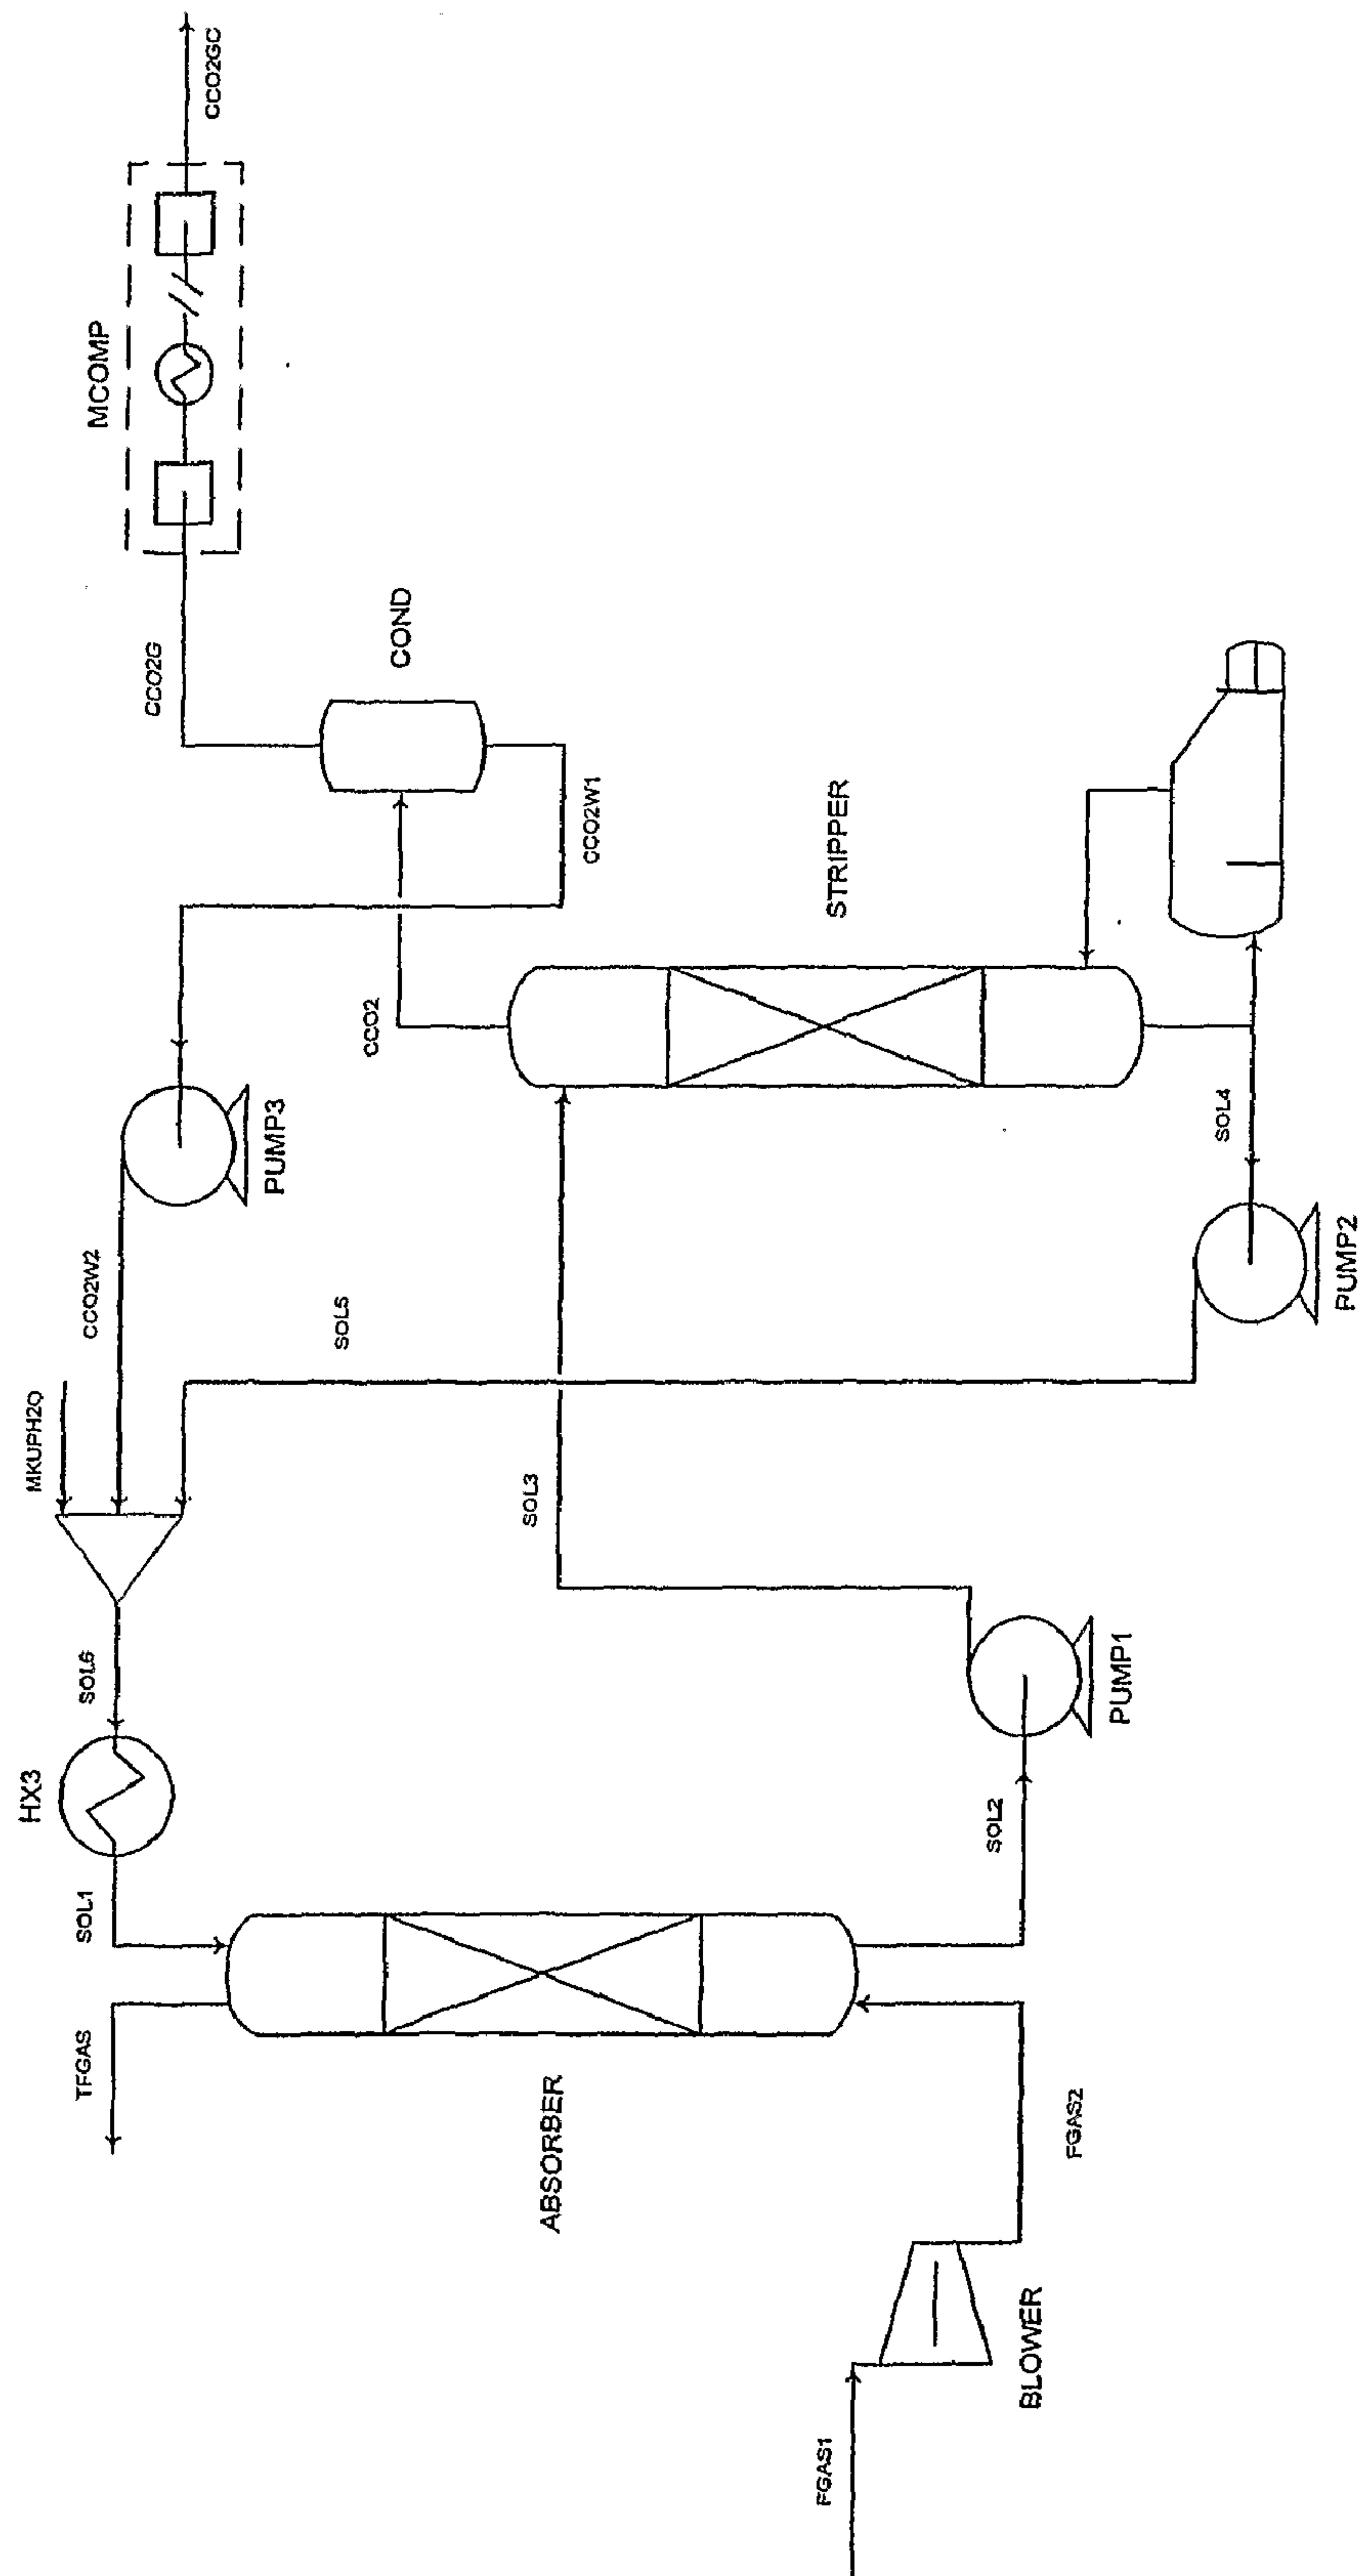 FGAS1
BLOWER
FGAS2
ABSORBER
TFGAS
SOL1
HX3
SOL6
SOL2
PUMP1
MKUPH2O
SOL3
SOL5
CCO2W2
PUMP3
PUMP2
SOL4
CCO2
STRIPPER
CCO2W1
COND
CCO2G
MCOMP
CCO2GC